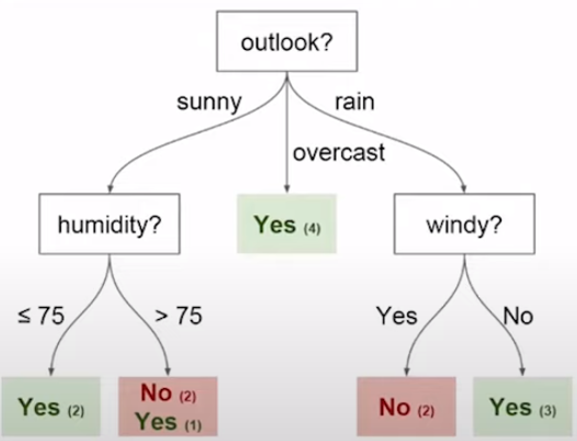 outlook?
sunny
rain
overcast
humidity?
Yes (4)
windy?
≤ 75
> 75
Yes
No
Yes (2)
No (2)
Yes (1)
No (2)
Yes (3)